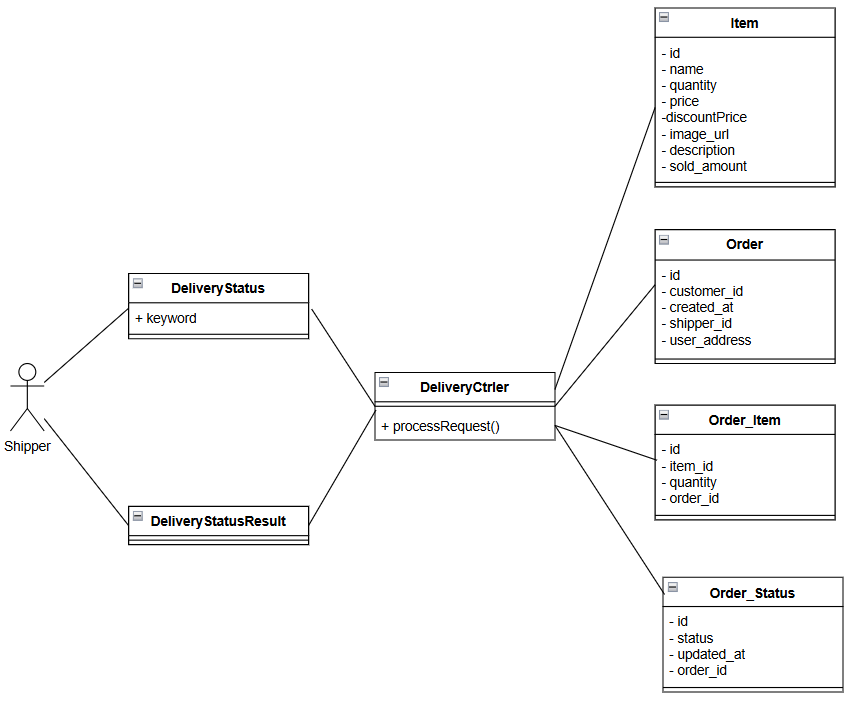 Item
- id
- name
- quantity
- price
-discountPrice
- image_url
- description
- sold_amount
Order
- id
- customer_id
- created_at
- shipper_id
- user_address
DeliveryStatus
+ keyword
Shipper
DeliveryCtrler
+ processRequest()
Order_Item
- id
- item_id
- quantity
- order_id
DeliveryStatusResult
Order_Status
- id
- status
- updated_at
- order_id